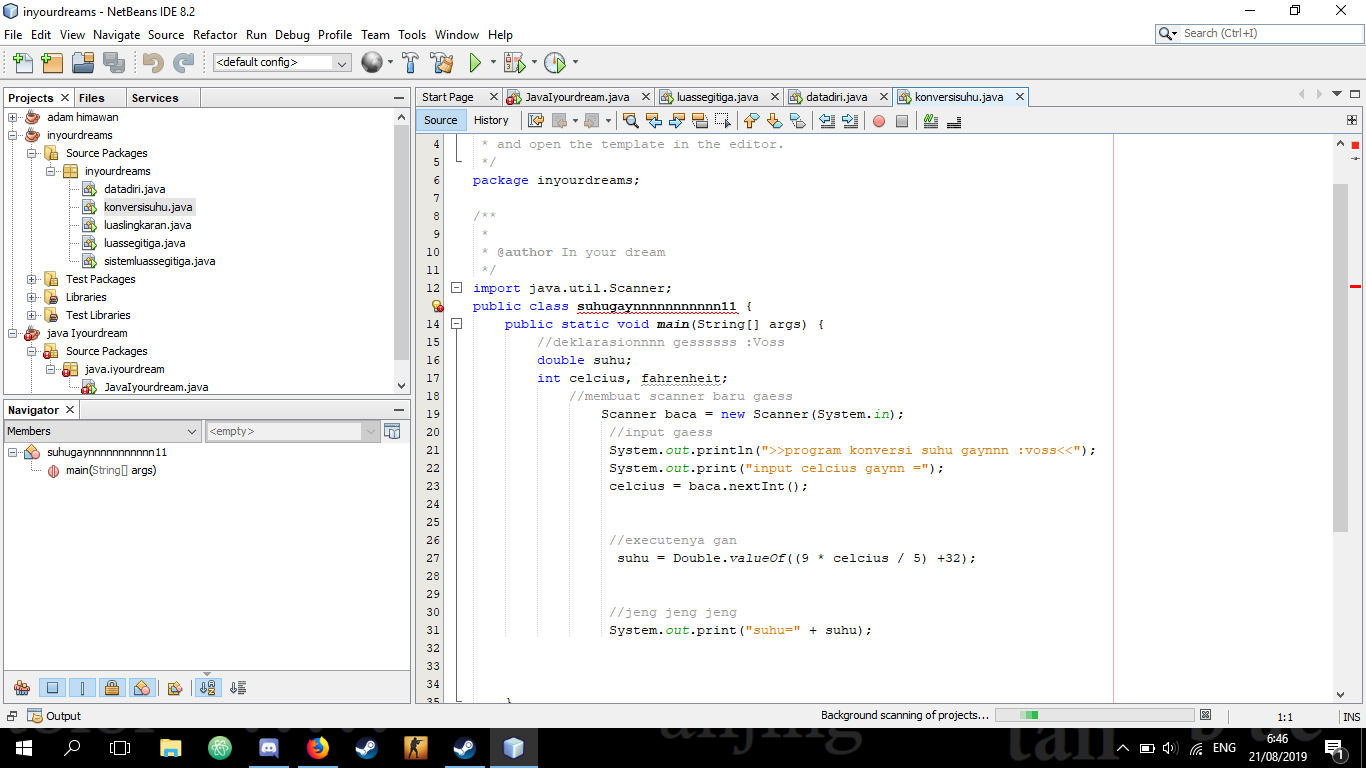 inyourdreams - NetBeans IDE 8.2
File Edit View Navigate Source Refactor Run Debug Profile Team Tools Window Help
Search (Ctrl+I)
<default config>
Projects Files Services
adam himawan
inyourdreams
Source Packages
inyourdreams
datadiri.java
konversisuhu.java
luaslingkaran.java
luassegitiga.java
sistemluassegitiga.java
Test Packages
Libraries
Test Libraries
java Iyourdream
Source Packages
java.iyourdream
JavaIyourdream.java
Navigator
Members <empty>
suhugaynnnnnnnnnnn11
main(String[] args)
Start Page JavaIyourdream.java luassegitiga.java datadiri.java konversisuhu.java
Source History
4 * and open the template in the editor.
5 */
6 package inyourdreams;
7
8 /**
9 *
10 * @author In your dream
11 */
12 import java.util.Scanner;
public class suhugaynnnnnnnnnnn11 {
14 public static void main(String[] args) {
15 //deklarasionnnn gessssss :Voss
16 double suhu;
17 int celcius, fahrenheit;
18 //membuat scanner baru gaess
19 Scanner baca = new Scanner(System.in);
20 //input gaess
21 System.out.println(">>program konversi suhu gaynnn :voss<<");
22 System.out.print("input celcius gaynn =");
23 celcius = baca.nextInt();
24
25
26 //executenya gan
27 suhu = Double.valueOf((9 * celcius / 5) +32);
28
29
30 //jeng jeng jeng
31 System.out.print("suhu=" + suhu);
32
33
34
35 }
Output
Background scanning of projects...
1:1 INS
ENG
6:46
21/08/2019
1